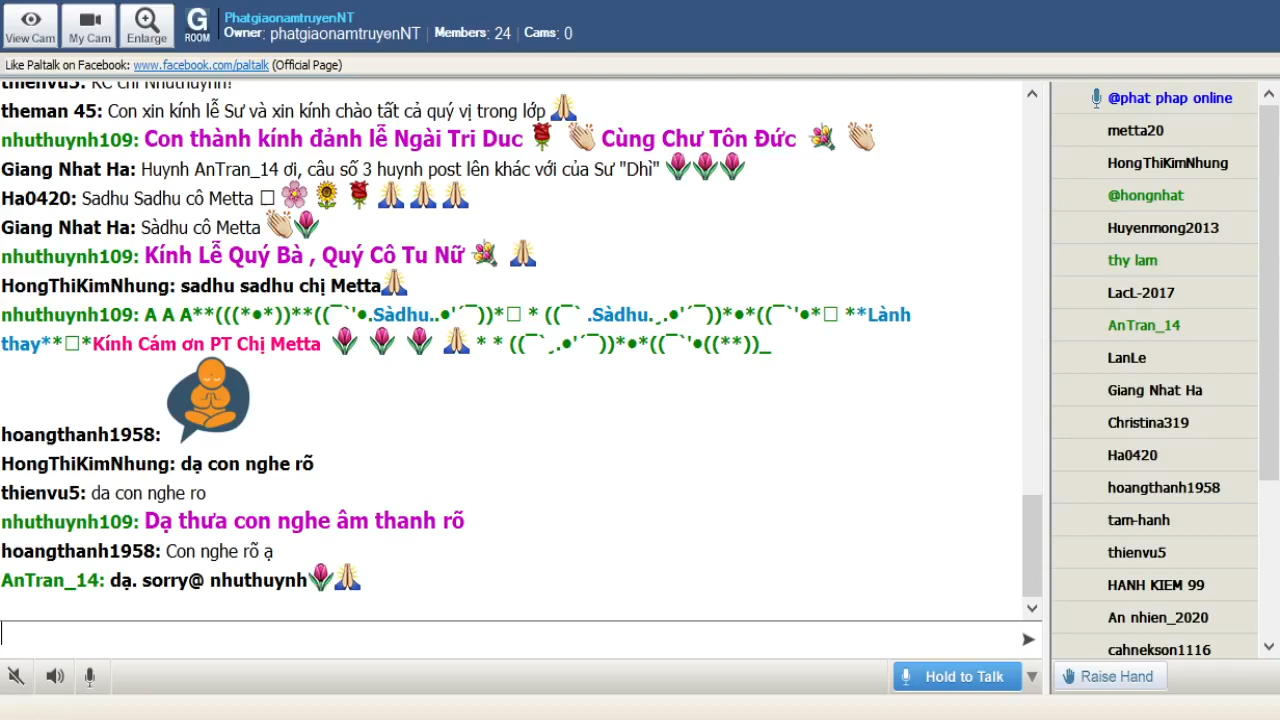 View Cam
My Cam
Enlarge
G
ROOM
PhatgiaonamtruyenNT
Owner: phatgiaonamtruyenNT | Members: 24 | Cams: 0
Like Paltalk on Facebook: www.facebook.com/paltalk (Official Page)
thienvu5: KC chi Nhuthuynh!
theman 45: Con xin kính lễ Sư và xin kính chào tất cả quý vị trong lớp
nhuthuynh109: Con thành kính đảnh lễ Ngài Tri Duc Cùng Chư Tôn Đức
Giang Nhat Ha: Huynh AnTran_14 ơi, câu số 3 huynh post lên khác với của Sư "Dhỉ"
Ha0420: Sadhu Sadhu cô Metta □
Giang Nhat Ha: Sàdhu cô Metta
nhuthuynh109: Kính Lễ Quý Bà , Quý Cô Tu Nữ
HongThiKimNhung: sadhu sadhu chị Metta
nhuthuynh109: A A A**(((*•*))**((¯`'•.Sàdhu..•'´¯))*□ * ((¯` .Sàdhu.¸.•'´¯))*•*((¯`'•*□ **Lành
thay**□*Kính Cám ơn PT Chị Metta * * ((¯`¸.•'´¯))*•*((¯`'•((**))_
hoangthanh1958:
HongThiKimNhung: dạ con nghe rõ
thienvu5: da con nghe ro
nhuthuynh109: Dạ thưa con nghe âm thanh rõ
hoangthanh1958: Con nghe rõ ạ
AnTran_14: dạ. sorry@ nhuthuynh
Hold to Talk
@phat phap online
metta20
HongThiKimNhung
@hongnhat
Huyenmong2013
thy lam
LacL-2017
AnTran_14
LanLe
Giang Nhat Ha
Christina319
Ha0420
hoangthanh1958
tam-hanh
thienvu5
HANH KIEM 99
An nhien_2020
cahnekson1116
Raise Hand